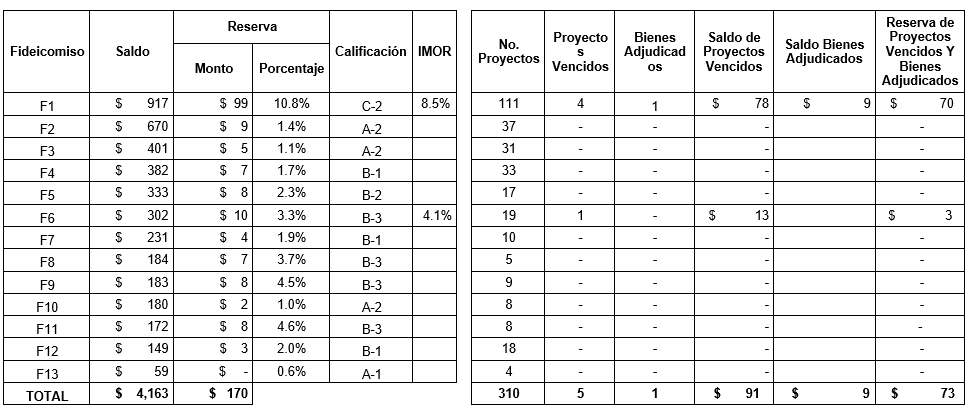 Fideicomiso Saldo Reserva Calificación IMOR
Monto Porcentaje
F1 $ 917 $ 99 10.8% C-2 8.5%
F2 $ 670 $ 9 1.4% A-2
F3 $ 401 $ 5 1.1% A-2
F4 $ 382 $ 7 1.7% B-1
F5 $ 333 $ 8 2.3% B-2
F6 $ 302 $ 10 3.3% B-3 4.1%
F7 $ 231 $ 4 1.9% B-1
F8 $ 184 $ 7 3.7% B-3
F9 $ 183 $ 8 4.5% B-3
F10 $ 180 $ 2 1.0% A-2
F11 $ 172 $ 8 4.6% B-3
F12 $ 149 $ 3 2.0% B-1
F13 $ 59 $ - 0.6% A-1
TOTAL $ 4,163 $ 170
No.
Proyectos
Proyecto
s
Vencidos
Bienes
Adjudicad
os
Saldo de
Proyectos
Vencidos
Saldo Bienes
Adjudicados
Reserva de
Proyectos
Vencidos Y
Bienes
Adjudicados
111 4 1 $ 78 $ 9 $ 70
37 - - - -
31 - - - -
33 - - - -
17 - - - -
19 1 - $ 13 $ 3
10 - - - -
5 - - - -
9 - - - -
8 - - - -
8 - - - -
18 - - - -
4 - - - -
310 5 1 $ 91 $ 9 $ 73